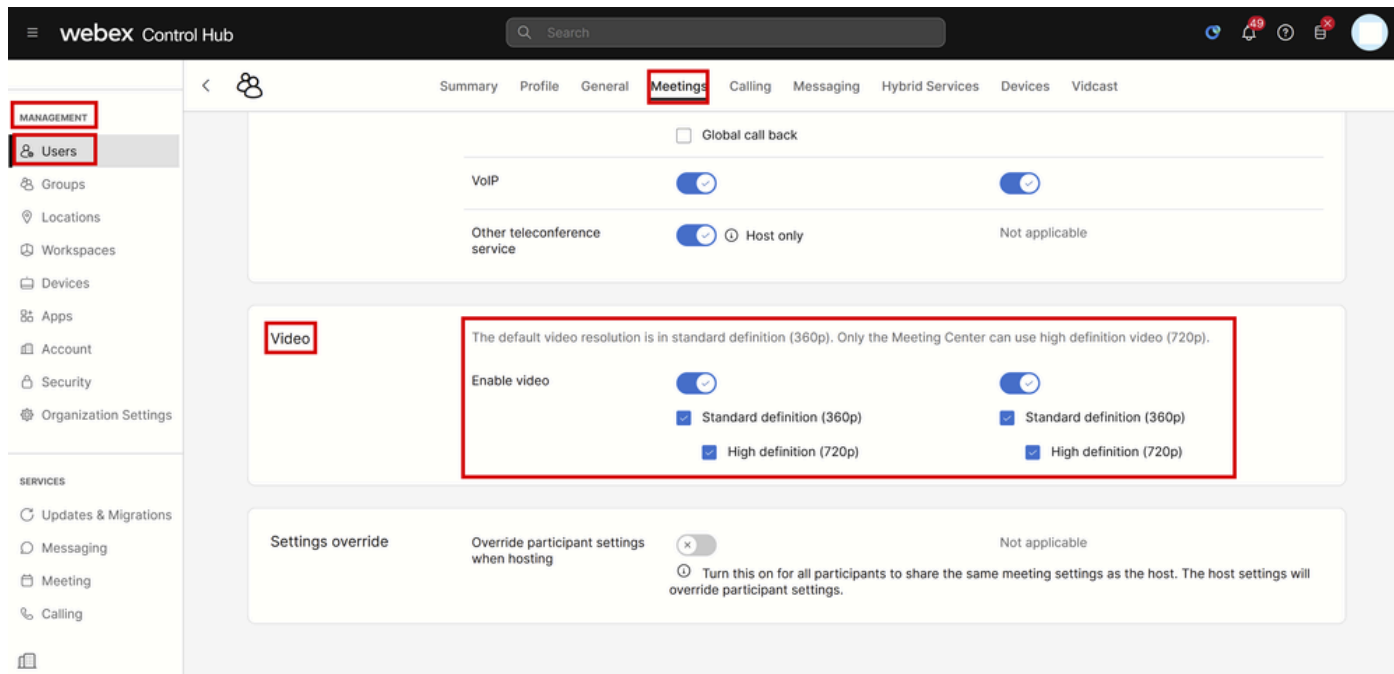 webex Control Hub
Search
49
Summary Profile General Meetings Calling Messaging Hybrid Services Devices Vidcast
MANAGEMENT
Users
Groups
Locations
Workspaces
Devices
Apps
Account
Security
Organization Settings
SERVICES
Updates & Migrations
Messaging
Meeting
Calling
Global call back
VoIP
Other teleconference
service
Host only
Not applicable
Video
The default video resolution is in standard definition (360p). Only the Meeting Center can use high definition video (720p).
Enable video
Standard definition (360p) Standard definition (360p)
High definition (720p) High definition (720p)
Settings override
Override participant settings
when hosting
Not applicable
Turn this on for all participants to share the same meeting settings as the host. The host settings will
override participant settings.